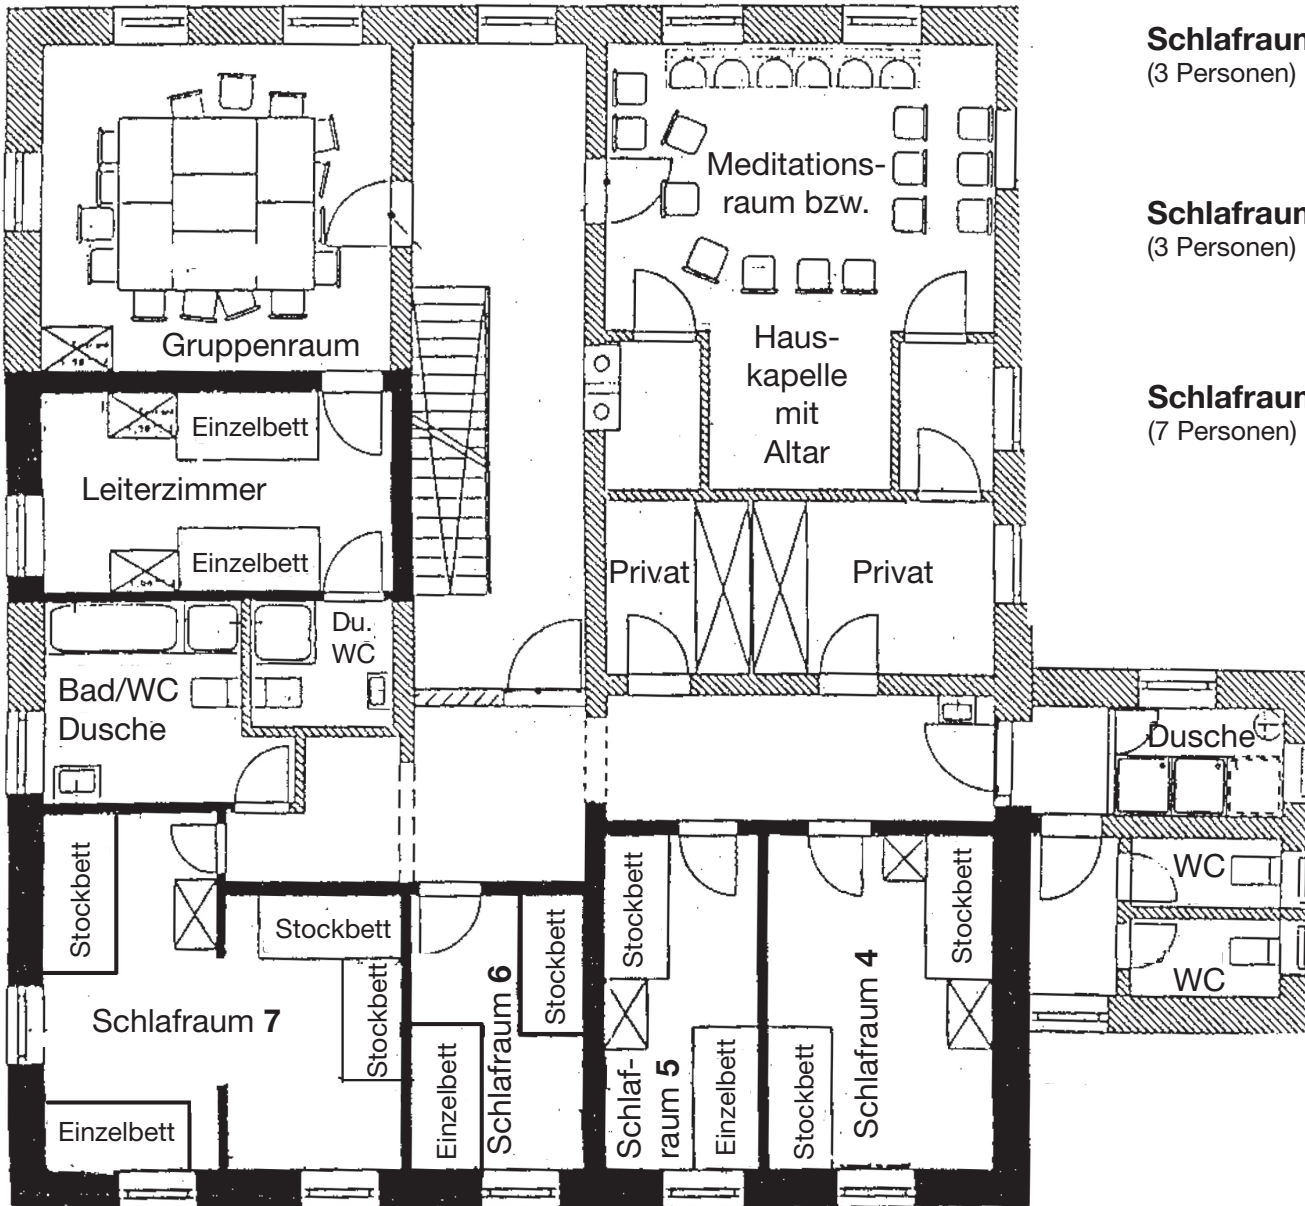 Schlafraum
(3 Personen)
Schlafraum
(3 Personen)
Schlafraum
(7 Personen)
Meditations-
raum bzw.
Gruppenraum
Haus-
kapelle
mit
Altar
Einzelbett
Leiterzimmer
Einzelbett
Privat
Privat
Du.
WC
Bad/WC
Dusche
Dusche
WC
WC
Stockbett
Stockbett
Stockbett
Schlafraum 7
Einzelbett
Stockbett
Schlafraum 6
Einzelbett
Stockbett
Schlaf-
raum 5
Einzelbett
Stockbett
Schlafraum 4
Stockbett